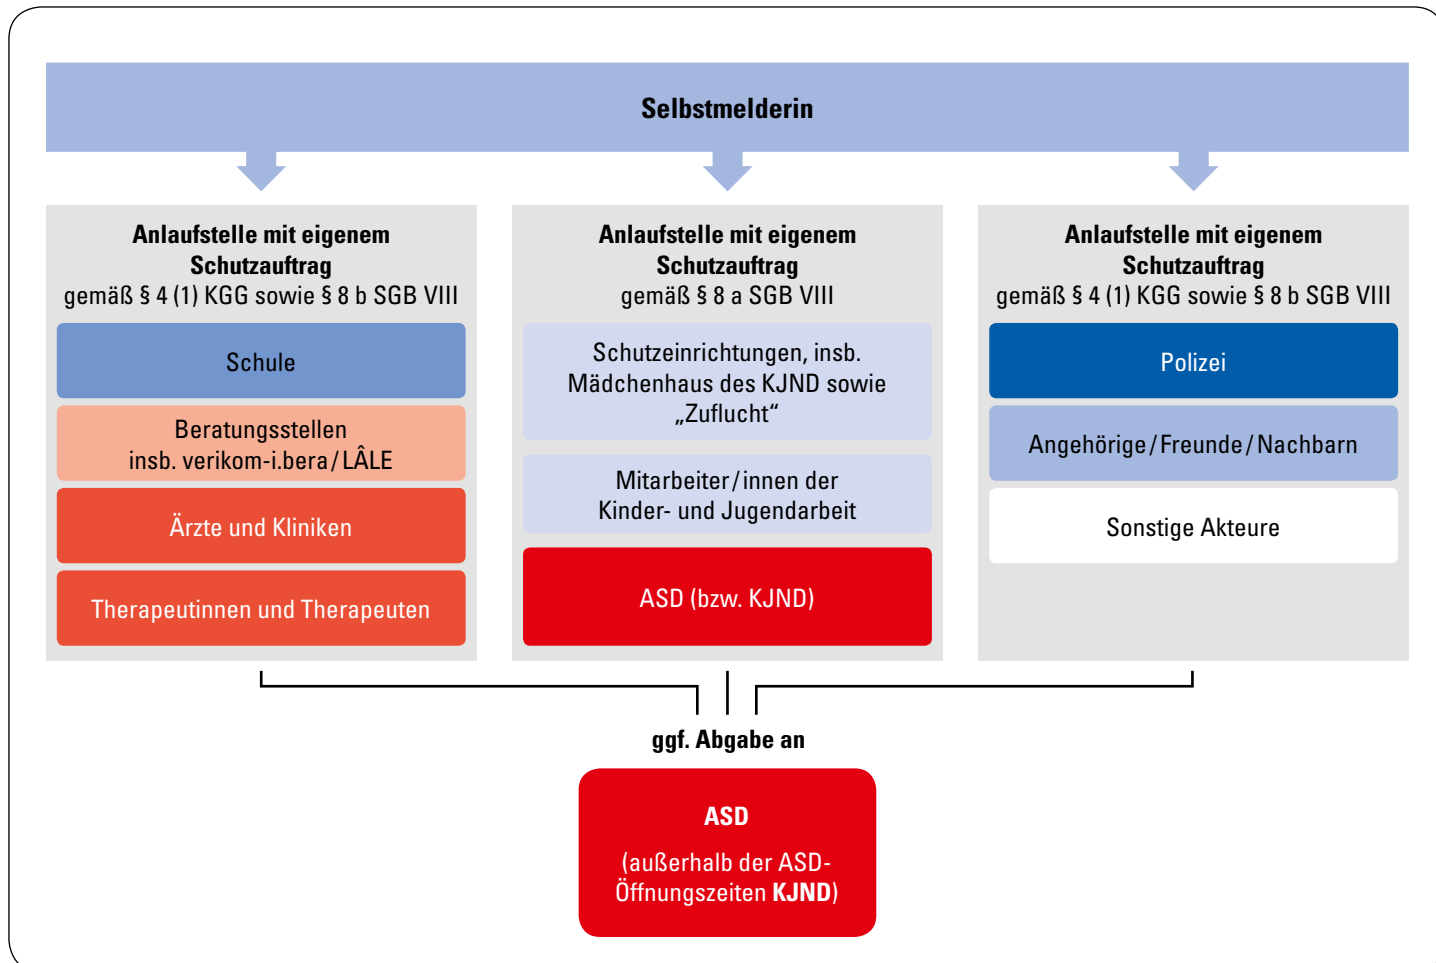 Selbstmelderin
Anlaufstelle mit eigenem
Schutzauftrag
gemäß § 4 (1) KGG sowie § 8 b SGB VIII
Schule
Beratungsstellen
insb. verikom-i.bera/LÂLE
Ärzte und Kliniken
Therapeutinnen und Therapeuten
Anlaufstelle mit eigenem
Schutzauftrag
gemäß § 8 a SGB VIII
Schutzeinrichtungen, insb.
Mädchenhaus des KJND sowie
„Zuflucht“
Mitarbeiter/innen der
Kinder- und Jugendarbeit
ASD (bzw. KJND)
Anlaufstelle mit eigenem
Schutzauftrag
gemäß § 4 (1) KGG sowie § 8 b SGB VIII
Polizei
Angehörige/Freunde/Nachbarn
Sonstige Akteure
ggf. Abgabe an
ASD
(außerhalb der ASD-
Öffnungszeiten KJND)